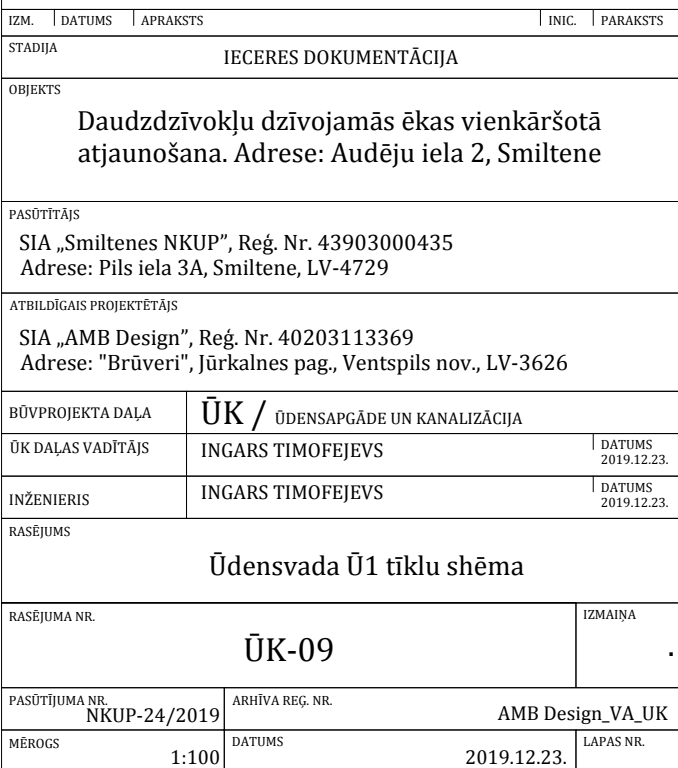 IZM. DATUMS APRAKSTS INIC. PARAKSTS
STADIJA
IECERES DOKUMENTĀCIJA
OBJEKTS
Daudzdzīvokļu dzīvojamās ēkas vienkāršotā
atjaunošana. Adrese: Audēju iela 2, Smiltene
PASŪTĪTĀJS
SIA „Smiltenes NKUP”, Reģ. Nr. 43903000435
Adrese: Pils iela 3A, Smiltene, LV-4729
ATBILDĪGAIS PROJEKTĒTĀJS
SIA „AMB Design”, Reģ. Nr. 40203113369
Adrese: "Brūveri", Jūrkalnes pag., Ventspils nov., LV-3626
BŪVPROJEKTA DAĻA ŪK / ŪDENSAPGĀDE UN KANALIZĀCIJA
ŪK DAĻAS VADĪTĀJS INGARS TIMOFEJEVS DATUMS
2019.12.23.
INŽENIERIS INGARS TIMOFEJEVS DATUMS
2019.12.23.
RASĒJUMS
Ūdensvada Ū1 tīklu shēma
RASĒJUMA NR. IZMAIŅA
ŪK-09 .
PASŪTĪJUMA NR. ARHĪVA REĢ. NR.
NKUP-24/2019 AMB Design_VA_UK
MĒROGS DATUMS LAPAS NR.
1:100 2019.12.23.